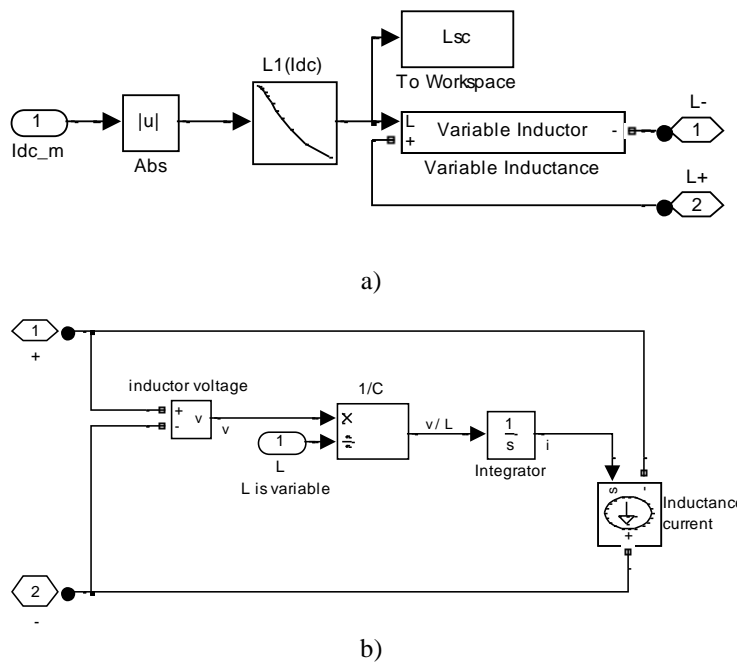 L1(Idc)
Lsc
To Workspace
1
Idc_m
|u|
Abs
L
+
Variable Inductor
-
Variable Inductance
L-
1
L+
2
a)
1
+
inductor voltage
+
-
v
v
1
L
L is variable
1/C
×
÷
v / L
1
s
Integrator
i
s
-
+
Inductance
current
2
-
b)